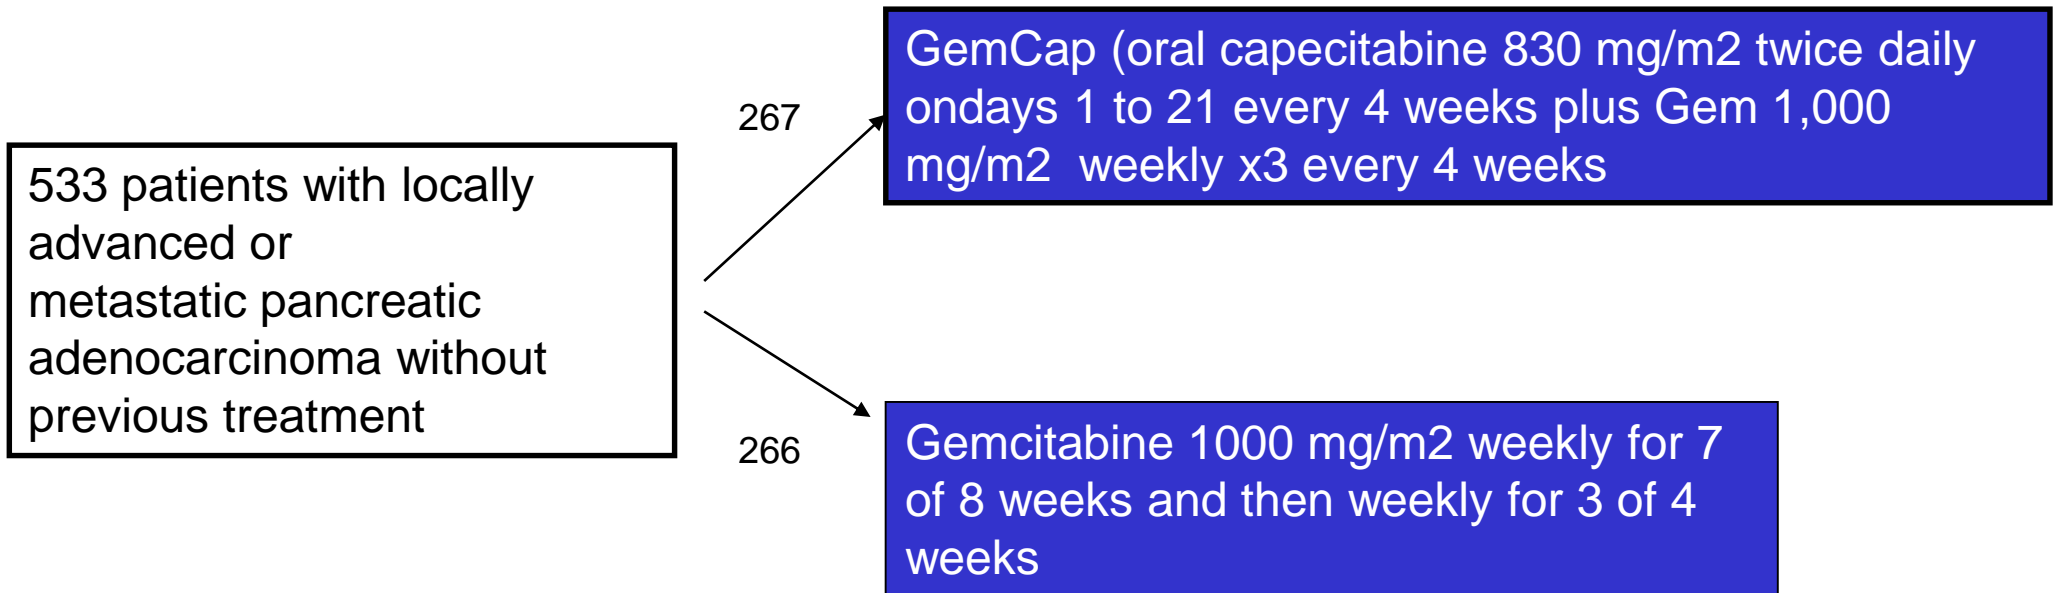 533 patients with locally
advanced or
metastatic pancreatic
adenocarcinoma without
previous treatment
267
GemCap (oral capecitabine 830 mg/m2 twice daily
ondays 1 to 21 every 4 weeks plus Gem 1,000
mg/m2  weekly x3 every 4 weeks
266
Gemcitabine 1000 mg/m2 weekly for 7
of 8 weeks and then weekly for 3 of 4
weeks